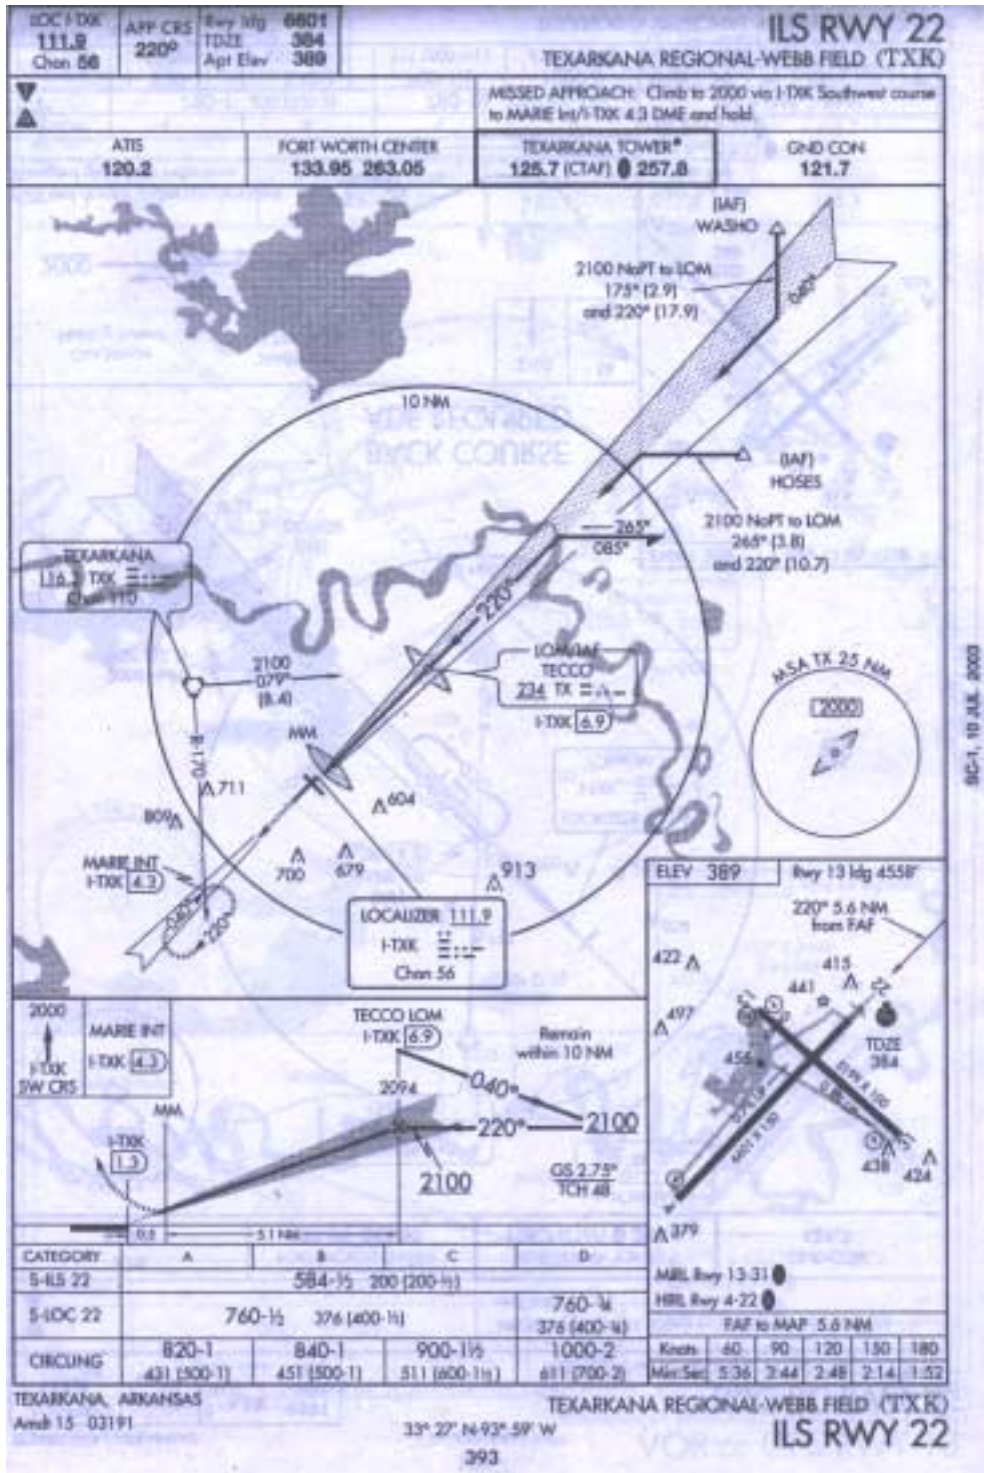 LOC I-TXK
111.9
Chan 56
APP CRS
220°
Rwy ldg 6601
TDZE 384
Apt Elev 389
ILS RWY 22
TEXARKANA REGIONAL-WEBB FIELD (TXK)
MISSED APPROACH: Climb to 2000 via I-TXK Southwest course
to MARIE Int/I-TXK 4.3 DME and hold.
ATIS
120.2
FORT WORTH CENTER
133.95 263.05
TEXARKANA TOWER*
125.7 (CTAF) 257.8
GND CON
121.7
(IAF)
WASHO
2100 NoPT to LOM
175° (2.9)
and 220° (17.9)
040°
10 NM
(IAF)
HOSES
2100 NoPT to LOM
265° (3.8)
and 220° (10.7)
265°
085°
220°
TEXARKANA
TXK
Chan 110
LOM/IAF
TECCO
234 TX
I-TXK 6.9
2100
079°
(8.4)
MM
R-170
711
809
604
MARIE INT
I-TXK 4.3
700
679
913
040°
220°
LOCALIZER 111.9
I-TXK
Chan 56
MSA TX 25 NM
2000
SC-1, 10 JUL 2003
ELEV 389
Rwy 13 ldg 4558'
220° 5.6 NM
from FAF
422
415
441
497
456
TDZE
384
6601 X 150
438
424
379
MIRL Rwy 13-31
HIRL Rwy 4-22
FAF to MAP 5.6 NM
Knots 60 90 120 150 180
Min:Sec 5:36 3:44 2:48 2:14 1:52
2000
I-TXK
SW CRS
MARIE INT
I-TXK 4.3
TECCO LOM
I-TXK 6.9
Remain
within 10 NM
2094
040°
2100
220°
MM
I-TXK
1.3
2100
GS 2.75°
TCH 48
0.5
5.1 NM
CATEGORY A B C D
S-ILS 22 584-½ 200 (200-½)
S-LOC 22 760-½ 376 (400-½) 760-¾ 376 (400-¾)
CIRCLING 820-1 840-1 900-1½ 1000-2
431 (500-1) 451 (500-1) 511 (600-1½) 611 (700-2)
TEXARKANA, ARKANSAS
Amdt 15 03191
33° 27' N-93° 59' W
393
TEXARKANA REGIONAL-WEBB FIELD (TXK)
ILS RWY 22